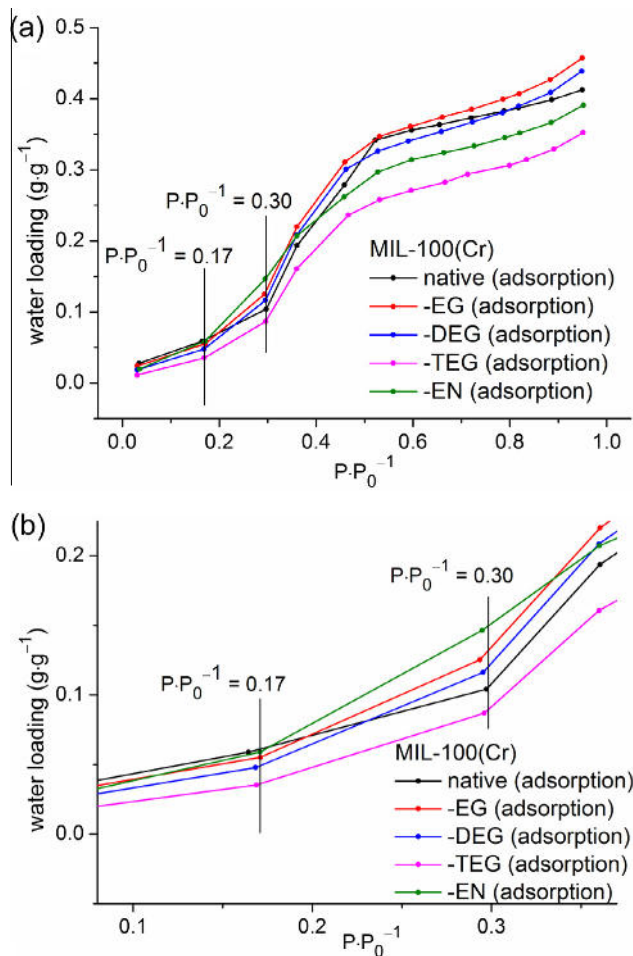 (a)
0.5
0.4
0.3
0.2
0.1
0.0
water loading (g·g⁻¹)
P·P₀⁻¹ = 0.30
P·P₀⁻¹ = 0.17
MIL-100(Cr)
native (adsorption)
-EG (adsorption)
-DEG (adsorption)
-TEG (adsorption)
-EN (adsorption)
0.0 0.2 0.4 0.6 0.8 1.0
P·P₀⁻¹
(b)
0.2
0.1
0.0
water loading (g·g⁻¹)
P·P₀⁻¹ = 0.30
P·P₀⁻¹ = 0.17
MIL-100(Cr)
native (adsorption)
-EG (adsorption)
-DEG (adsorption)
-TEG (adsorption)
-EN (adsorption)
0.1 0.2 0.3
P·P₀⁻¹